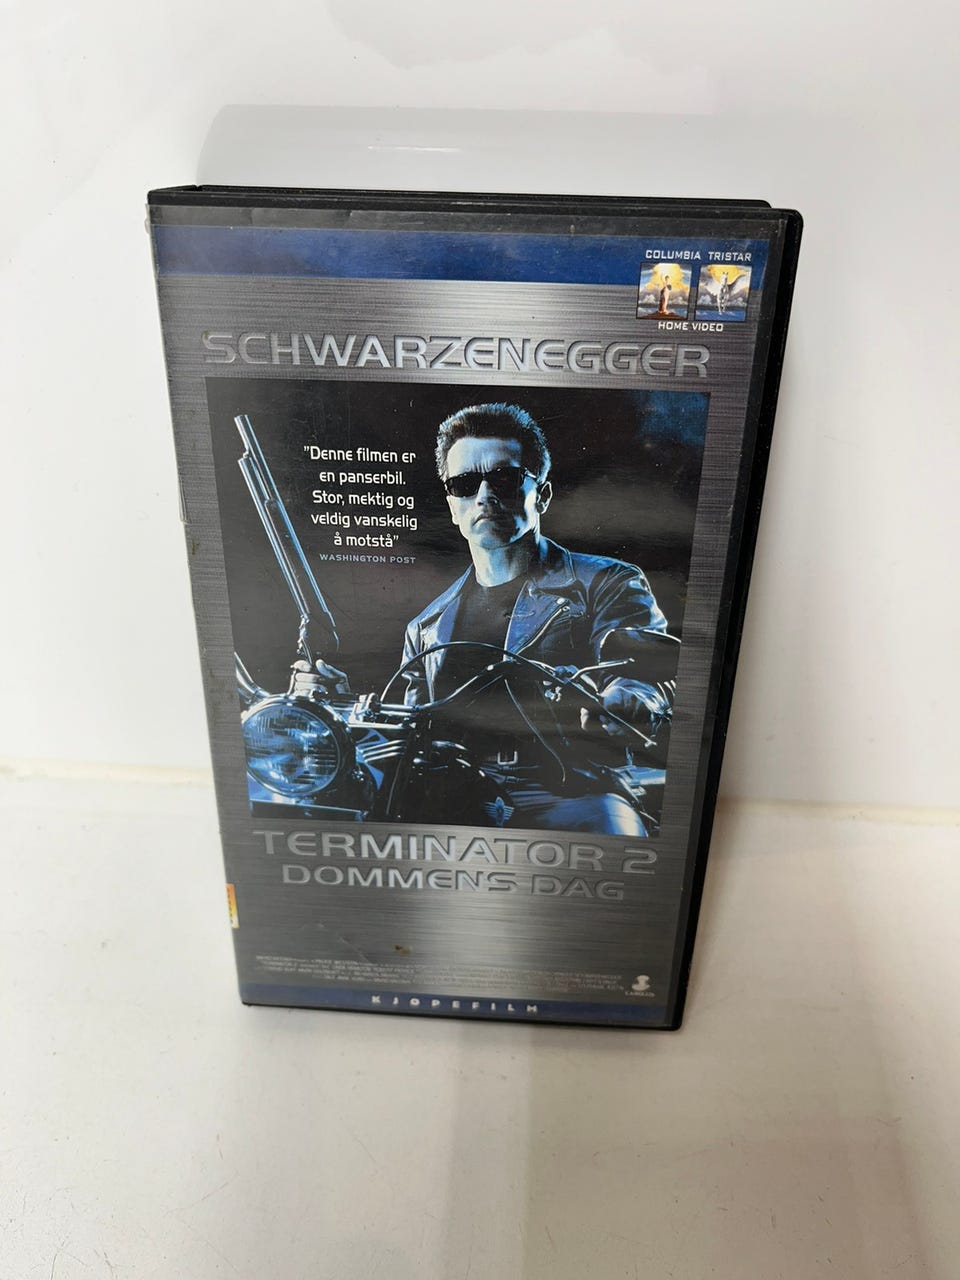 COLUMBIA TRISTAR
HOME VIDEO
SCHWARZENEGGER
"Denne filmen er
en panserbil.
Stor, mektig og
veldig vanskelig
å motstå"
WASHINGTON POST
TERMINATOR 2
DOMMENS DAG
KJØPEFILM